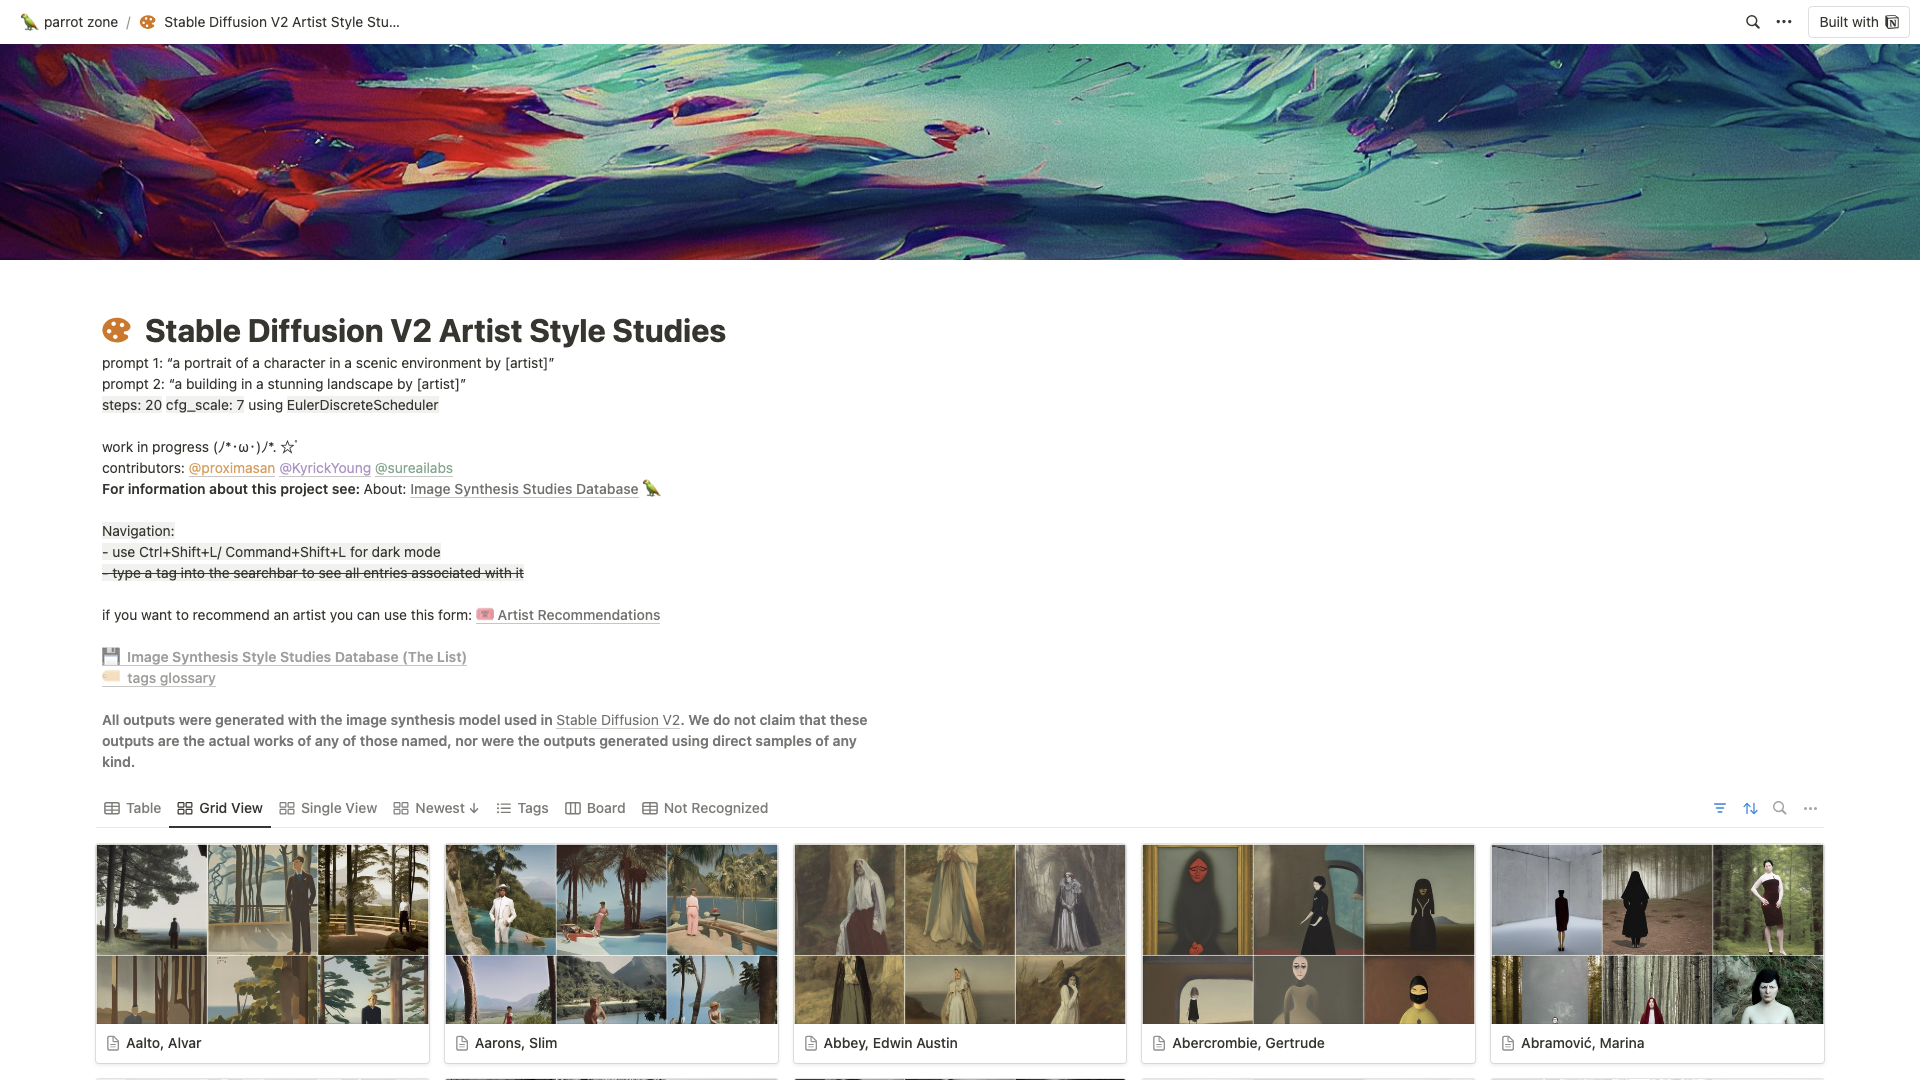 parrot zone / Stable Diffusion V2 Artist Style Stu...
Built with
Stable Diffusion V2 Artist Style Studies
prompt 1: “a portrait of a character in a scenic environment by [artist]”
prompt 2: “a building in a stunning landscape by [artist]”
steps: 20 cfg_scale: 7 using EulerDiscreteScheduler
work in progress (ﾉ*･ω･)ﾉ*. ☆ﾟ
contributors: @proximasan @KyrickYoung @sureailabs
For information about this project see: About: Image Synthesis Studies Database
Navigation:
- use Ctrl+Shift+L/ Command+Shift+L for dark mode
- type a tag into the searchbar to see all entries associated with it
if you want to recommend an artist you can use this form: Artist Recommendations
Image Synthesis Style Studies Database (The List)
tags glossary
All outputs were generated with the image synthesis model used in Stable Diffusion V2. We do not claim that these
outputs are the actual works of any of those named, nor were the outputs generated using direct samples of any
kind.
Table Grid View Single View Newest ↓ Tags Board Not Recognized
Aalto, Alvar
Aarons, Slim
Abbey, Edwin Austin
Abercrombie, Gertrude
Abramović, Marina